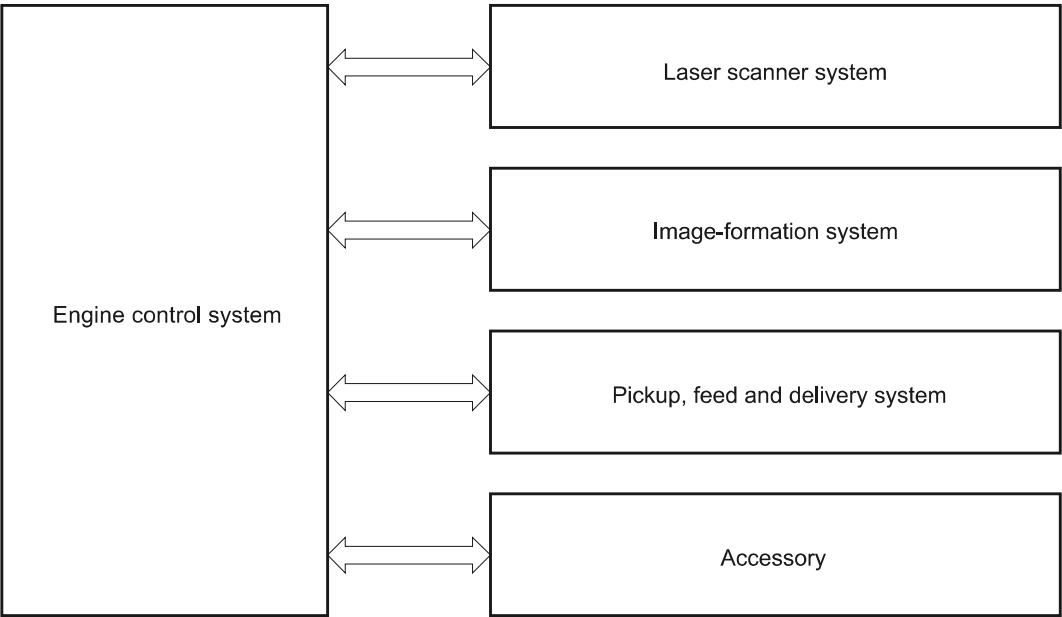 Laser scanner system
Image-formation system
Engine control system
Pickup, feed and delivery system
Accessory